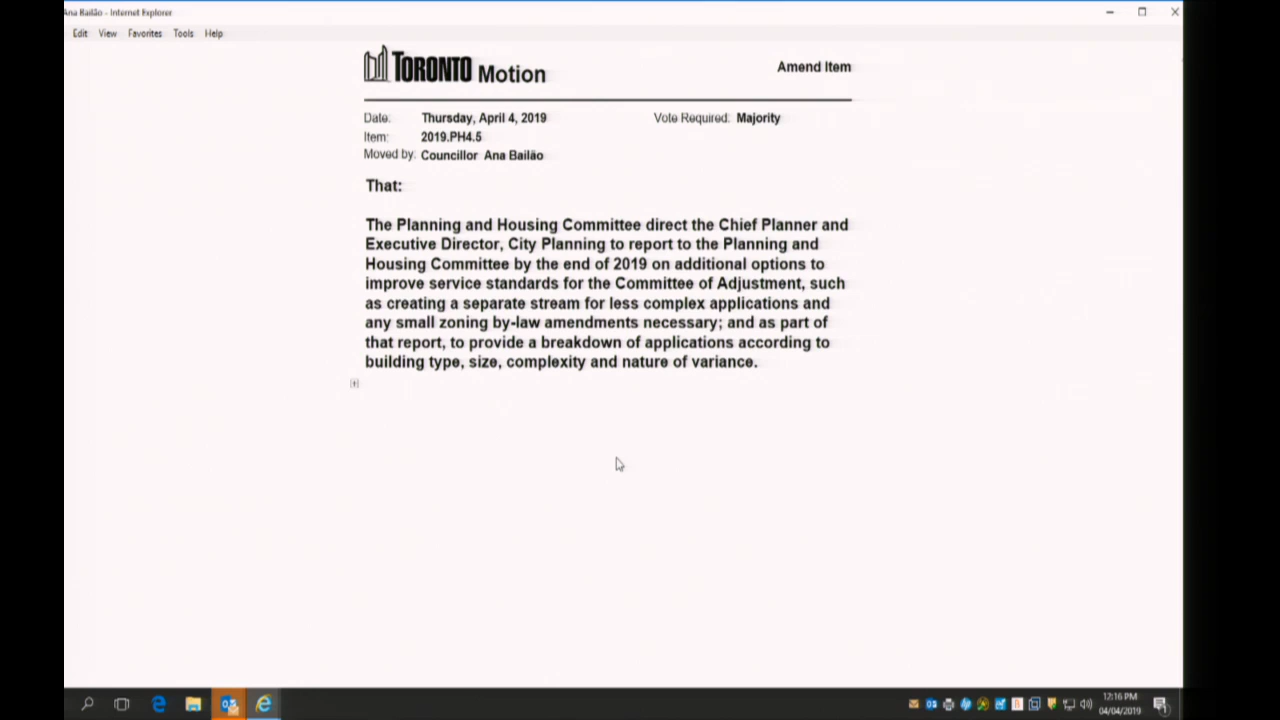 Ana Bailão - Internet Explorer
Edit View Favorites Tools Help
TORONTO Motion
Amend Item
Date: Thursday, April 4, 2019 Vote Required: Majority
Item: 2019.PH4.5
Moved by: Councillor Ana Bailão
That:
The Planning and Housing Committee direct the Chief Planner and
Executive Director, City Planning to report to the Planning and
Housing Committee by the end of 2019 on additional options to
improve service standards for the Committee of Adjustment, such
as creating a separate stream for less complex applications and
any small zoning by-law amendments necessary; and as part of
that report, to provide a breakdown of applications according to
building type, size, complexity and nature of variance.
12:16 PM
04/04/2019